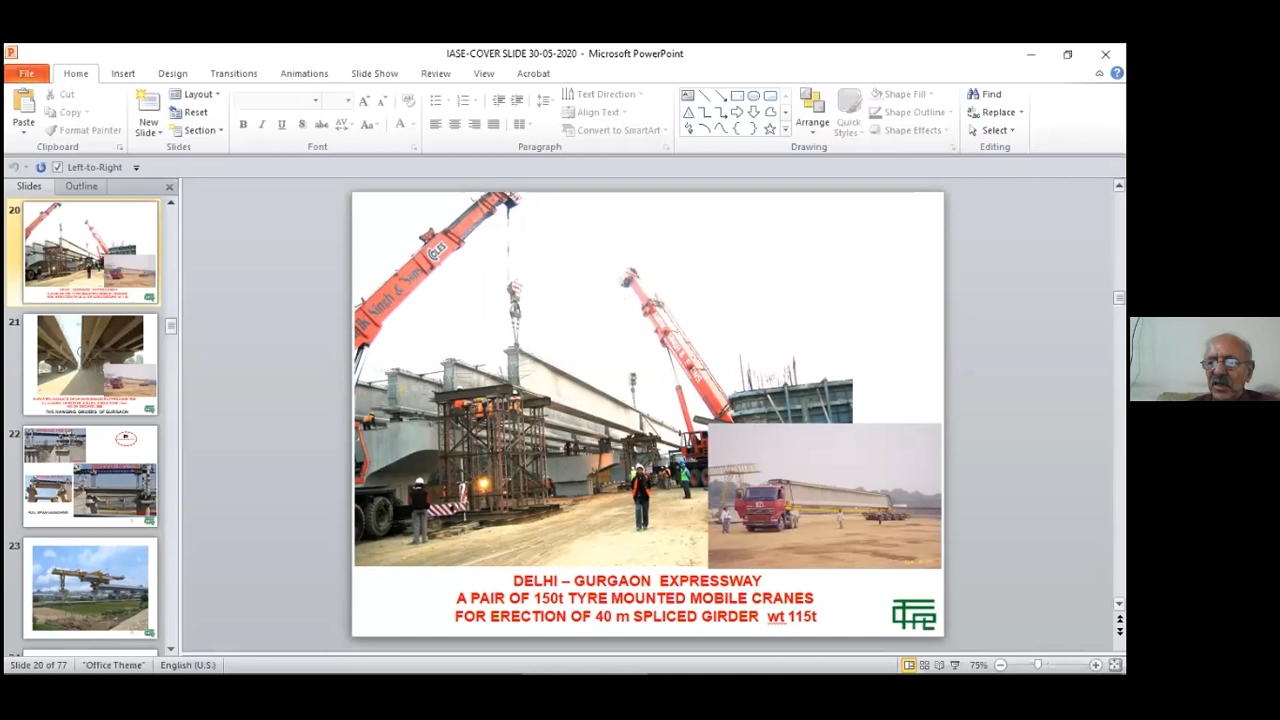 IASE-COVER SLIDE 30-05-2020 - Microsoft PowerPoint
File Home Insert Design Transitions Animations Slide Show Review View Acrobat
Cut
Copy
Format Painter
Paste
Clipboard
New Slide
Layout
Reset
Section
Slides
Font
Text Direction
Align Text
Convert to SmartArt
Paragraph
Arrange
Quick Styles
Shape Fill
Shape Outline
Shape Effects
Drawing
Find
Replace
Select
Editing
Left-to-Right
Slides Outline
20
21
22
23
COLES
Singh & Sons
DELHI – GURGAON EXPRESSWAY
A PAIR OF 150t TYRE MOUNTED MOBILE CRANES
FOR ERECTION OF 40 m SPLICED GIRDER wt 115t
Slide 20 of 77 "Office Theme" English (U.S.) 75%